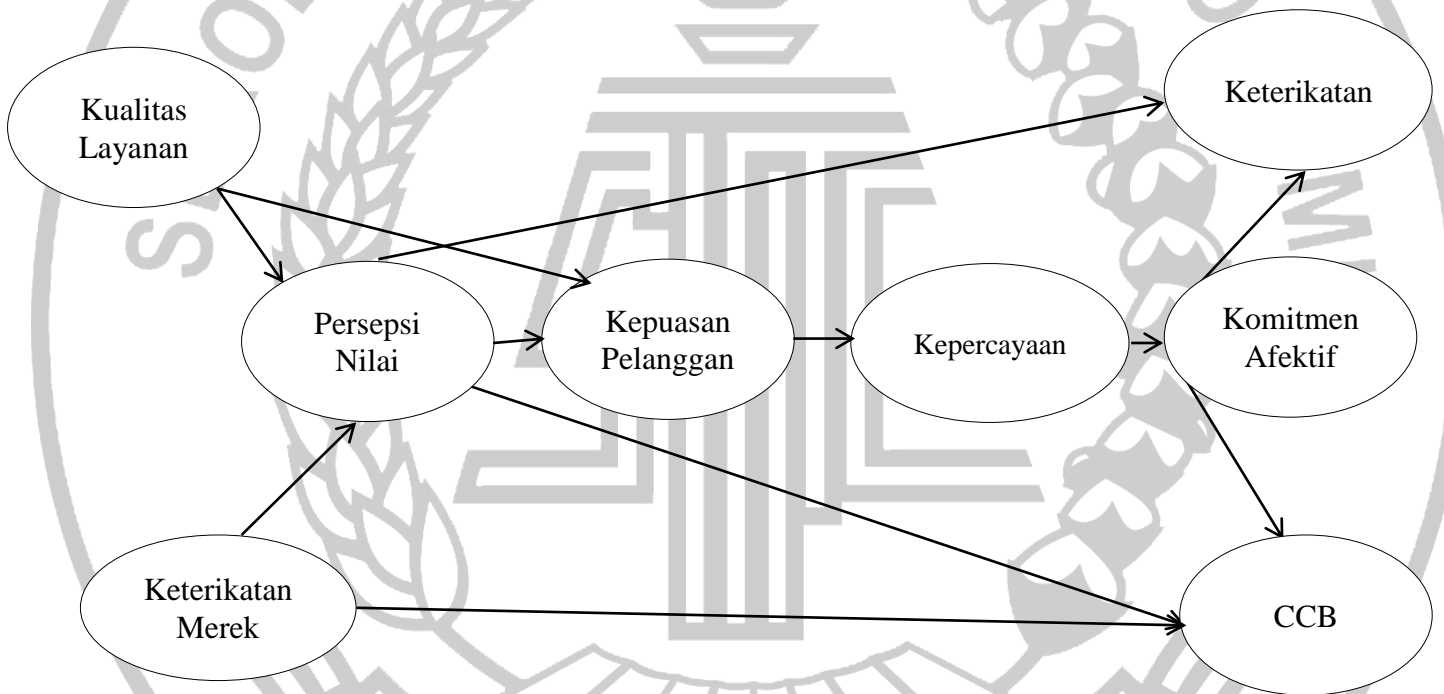 Kualitas
Layanan
Keterikatan
Persepsi
Nilai
Kepuasan
Pelanggan
Kepercayaan
Komitmen
Afektif
Keterikatan
Merek
CCB